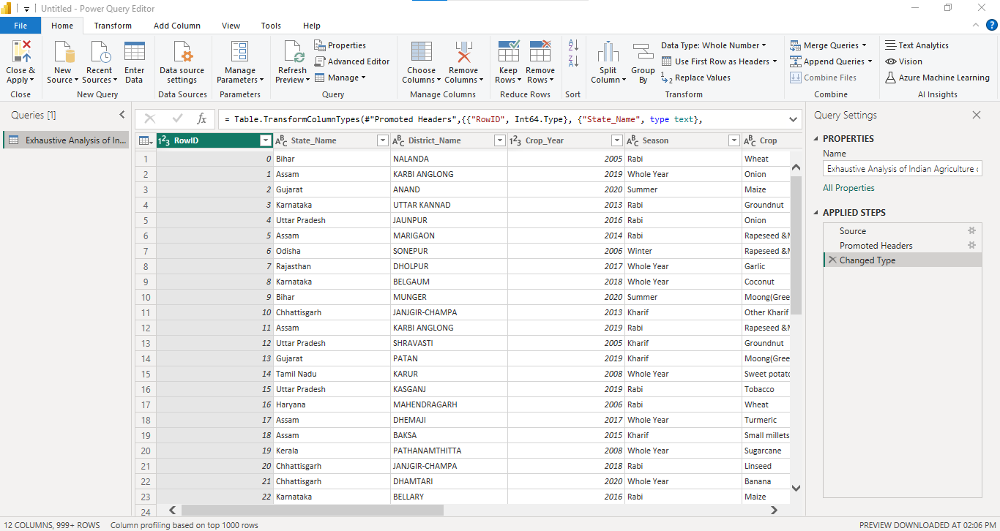 Untitled - Power Query Editor
File Home Transform Add Column View Tools Help
Close & Apply
New Source
Recent Sources
Enter Data
Data source settings
Manage Parameters
Refresh Preview
Properties
Advanced Editor
Manage
Choose Columns
Remove Columns
Keep Rows
Remove Rows
Split Column
Group By
Data Type: Whole Number
Use First Row as Headers
Replace Values
Merge Queries
Append Queries
Combine Files
Text Analytics
Vision
Azure Machine Learning
Close New Query Data Sources Parameters Query Manage Columns Reduce Rows Sort Transform Combine AI Insights
Queries [1]
Exhaustive Analysis of In...
fx = Table.TransformColumnTypes(#"Promoted Headers",{{"RowID", Int64.Type}, {"State_Name", type text},
123 RowID ABC State_Name ABC District_Name 123 Crop_Year ABC Season ABC Crop
1 0 Bihar NALANDA 2005 Rabi Wheat
2 1 Assam KARBI ANGLONG 2019 Whole Year Onion
3 2 Gujarat ANAND 2020 Summer Maize
4 3 Karnataka UTTAR KANNAD 2013 Rabi Groundnut
5 4 Uttar Pradesh JAUNPUR 2016 Rabi Onion
6 5 Assam MARIGAON 2014 Rabi Rapeseed &M
7 6 Odisha SONEPUR 2006 Winter Rapeseed &M
8 7 Rajasthan DHOLPUR 2017 Whole Year Garlic
9 8 Karnataka BELGAUM 2018 Whole Year Coconut
10 9 Bihar MUNGER 2020 Summer Moong(Gree
11 10 Chhattisgarh JANJGIR-CHAMPA 2013 Kharif Other Kharif
12 11 Assam KARBI ANGLONG 2019 Rabi Rapeseed &M
13 12 Uttar Pradesh SHRAVASTI 2005 Kharif Groundnut
14 13 Gujarat PATAN 2019 Kharif Moong(Gree
15 14 Tamil Nadu KARUR 2008 Whole Year Sweet potato
16 15 Uttar Pradesh KASGANJ 2019 Rabi Tobacco
17 16 Haryana MAHENDRAGARH 2006 Rabi Wheat
18 17 Assam DHEMAJI 2017 Whole Year Turmeric
19 18 Assam BAKSA 2015 Kharif Small millets
20 19 Kerala PATHANAMTHITTA 2008 Whole Year Sugarcane
21 20 Chhattisgarh JANJGIR-CHAMPA 2018 Rabi Linseed
22 21 Chhattisgarh DHAMTARI 2020 Whole Year Banana
23 22 Karnataka BELLARY 2016 Rabi Maize
24
Query Settings
PROPERTIES
Name
Exhaustive Analysis of Indian Agriculture
All Properties
APPLIED STEPS
Source
Promoted Headers
Changed Type
12 COLUMNS, 999+ ROWS Column profiling based on top 1000 rows
PREVIEW DOWNLOADED AT 02:06 PM